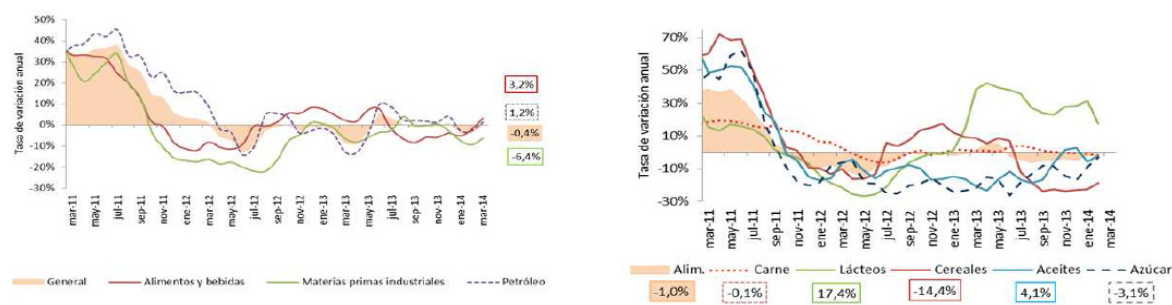 Tasa de variación anual
50%
40%
30%
20%
10%
0%
-10%
-20%
-30%
mar-11
may-11
jul-11
sep-11
nov-11
ene-12
mar-12
may-12
jul-12
sep-12
nov-12
ene-13
mar-13
may-13
jul-13
sep-13
nov-13
ene-14
mar-14
3,2%
1,2%
-0,4%
-6,4%
General
Alimentos y bebidas
Materias primas industriales
Petróleo
Tasa de variación anual
70%
50%
30%
10%
-10%
-30%
mar-11
may-11
jul-11
sep-11
nov-11
ene-12
mar-12
may-12
jul-12
sep-12
nov-12
ene-13
mar-13
may-13
jul-13
sep-13
nov-13
ene-14
mar-14
Alim.
Carne
Lácteos
Cereales
Aceites
Azúcar
-1,0%
-0,1%
17,4%
-14,4%
4,1%
-3,1%